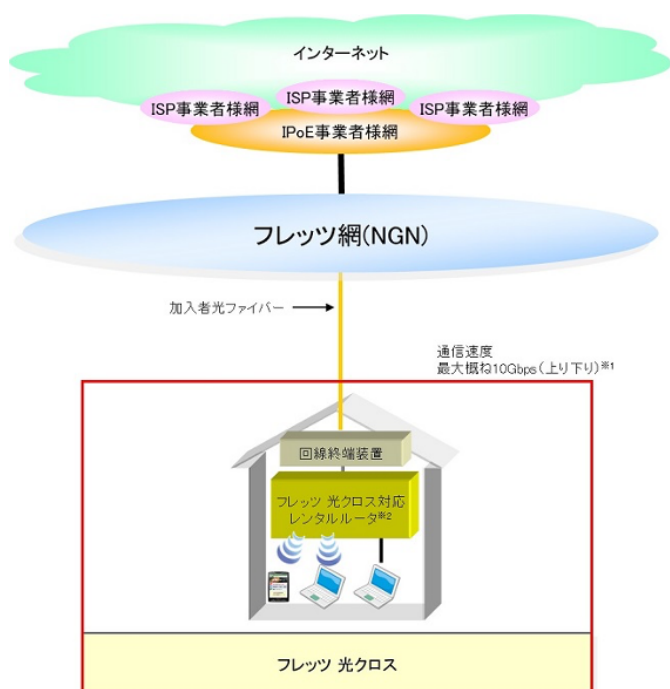 インターネット
ISP事業者様網
ISP事業者様網
ISP事業者様網
IPoE事業者様網
フレッツ網(NGN)
加入者光ファイバー
通信速度
最大概ね10Gbps(上り下り)※1
回線終端装置
フレッツ 光クロス対応
レンタルルータ※2
フレッツ 光クロス